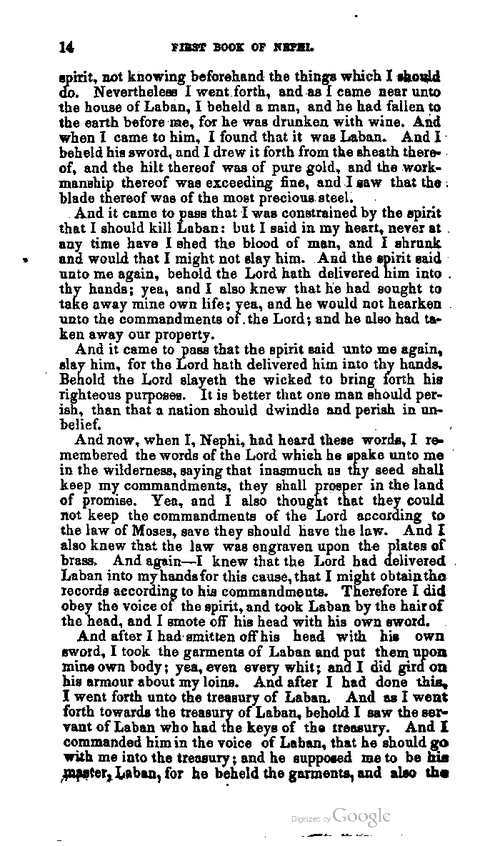 14 FIRST BOOK OF NEPHI.
spirit, not knowing beforehand the things which I should
do. Nevertheless I went forth, and as I came near unto
the house of Laban, I beheld a man, and he had fallen to
the earth before me, for he was drunken with wine. And
when I came to him, I found that it was Laban. And I
beheld his sword, and I drew it forth from the sheath there-
of, and the hilt thereof was of pure gold, and the work-
manship thereof was exceeding fine, and I saw that the
blade thereof was of the most precious steel.
And it came to pass that I was constrained by the spirit
that I should kill Laban: but I said in my heart, never at
any time have I shed the blood of man, and I shrunk
and would that I might not slay him. And the spirit said
unto me again, behold the Lord hath delivered him into
thy hands; yea, and I also knew that he had sought to
take away mine own life; yea, and he would not hearken
unto the commandments of the Lord; and he also had ta-
ken away our property.
And it came to pass that the spirit said unto me again,
slay him, for the Lord hath delivered him into thy hands.
Behold the Lord slayeth the wicked to bring forth his
righteous purposes. It is better that one man should per-
ish, than that a nation should dwindle and perish in un-
belief.
And now, when I, Nephi, had heard these words, I re-
membered the words of the Lord which he spake unto me
in the wilderness, saying that inasmuch as thy seed shall
keep my commandments, they shall prosper in the land
of promise. Yea, and I also thought that they could
not keep the commandments of the Lord according to
the law of Moses, save they should have the law. And I
also knew that the law was engraven upon the plates of
brass. And again—I knew that the Lord had delivered
Laban into my hands for this cause, that I might obtain the
records according to his commandments. Therefore I did
obey the voice of the spirit, and took Laban by the hair of
the head, and I smote off his head with his own sword.
And after I had smitten off his head with his own
sword, I took the garments of Laban and put them upon
mine own body; yea, even every whit; and I did gird on
his armour about my loins. And after I had done this,
I went forth unto the treasury of Laban. And as I went
forth towards the treasury of Laban, behold I saw the ser-
vant of Laban who had the keys of the treasury. And I
commanded him in the voice of Laban, that he should go
with me into the treasury; and he supposed me to be his
master, Laban, for he beheld the garments, and also the
Digitized by Google